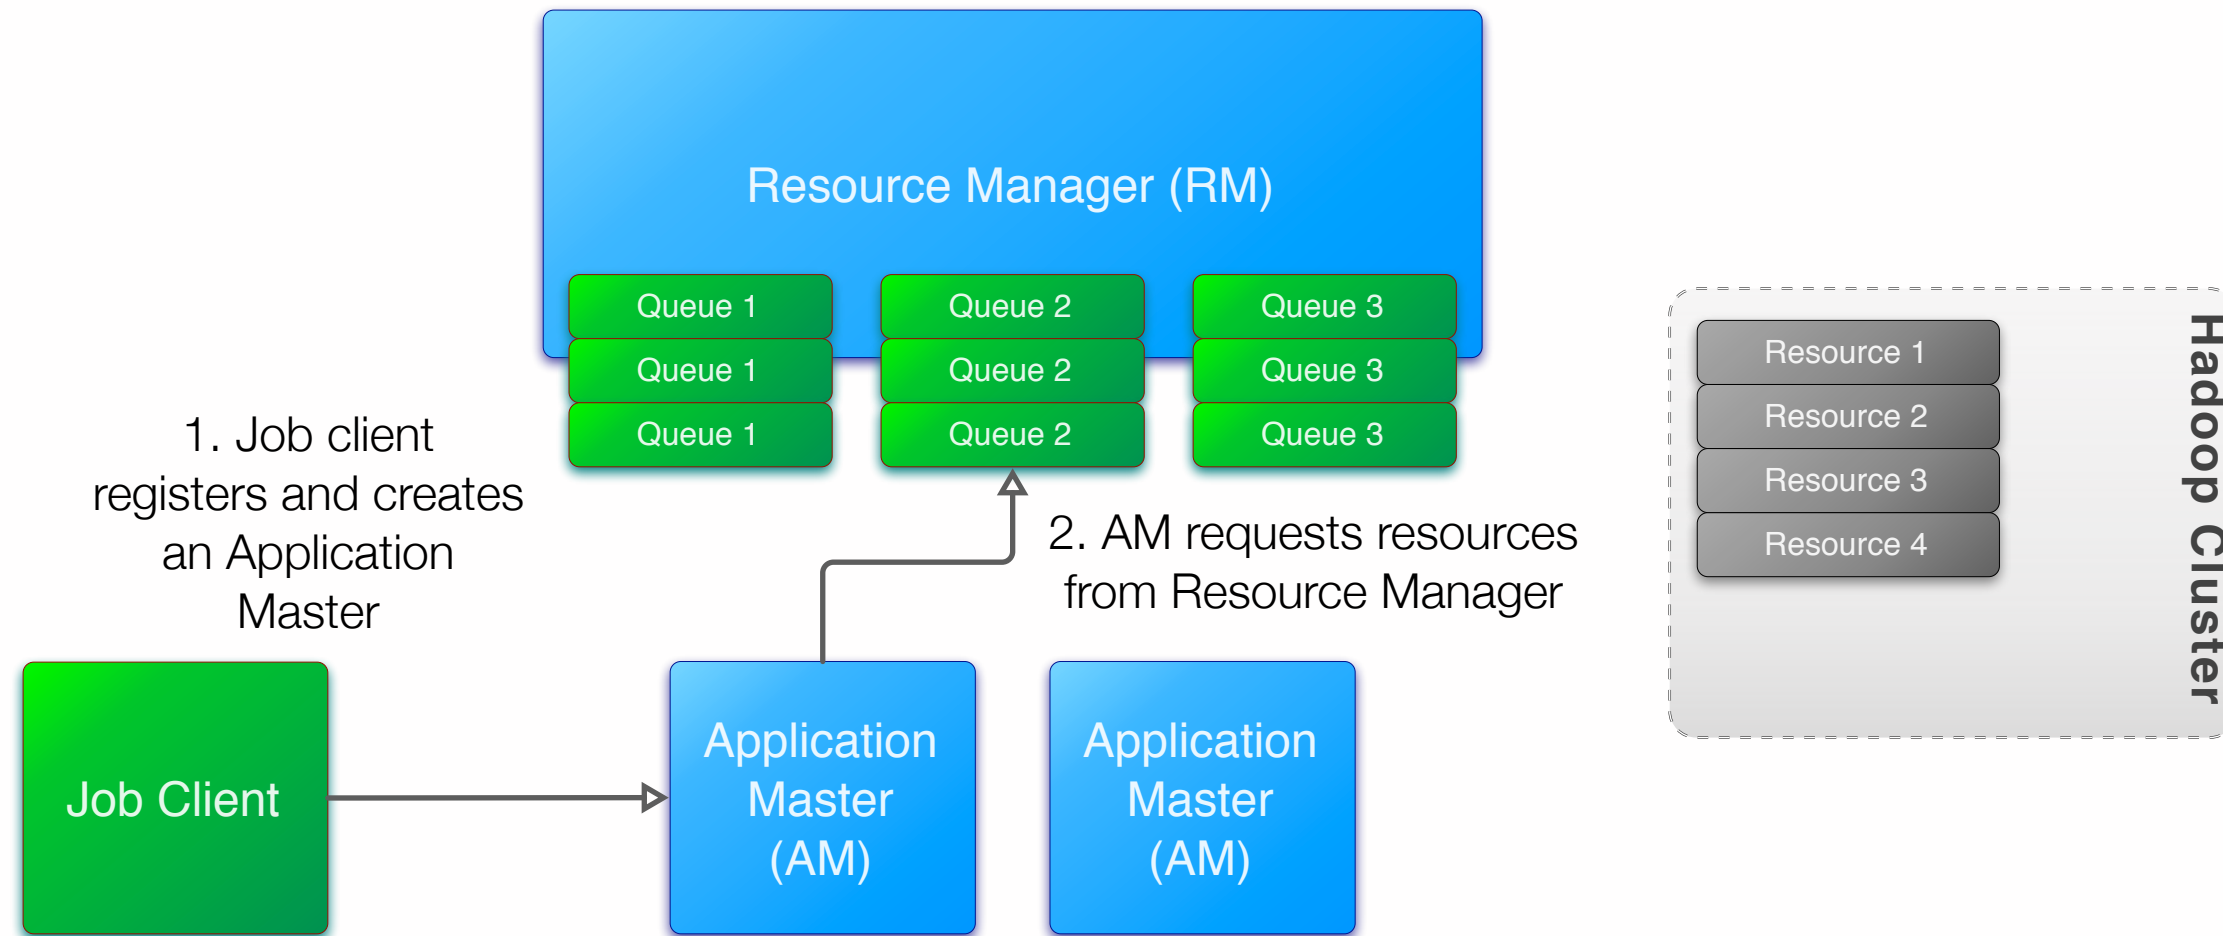 Resource Manager (RM)
Queue 1
Queue 2
Queue 3
Queue 1
Queue 2
Queue 3
Queue 1
Queue 2
Queue 3
1. Job client
registers and creates
an Application
Master
2. AM requests resources
from Resource Manager
Job Client
Application
Master
(AM)
Application
Master
(AM)
Resource 1
Resource 2
Resource 3
Resource 4
Hadoop Cluster